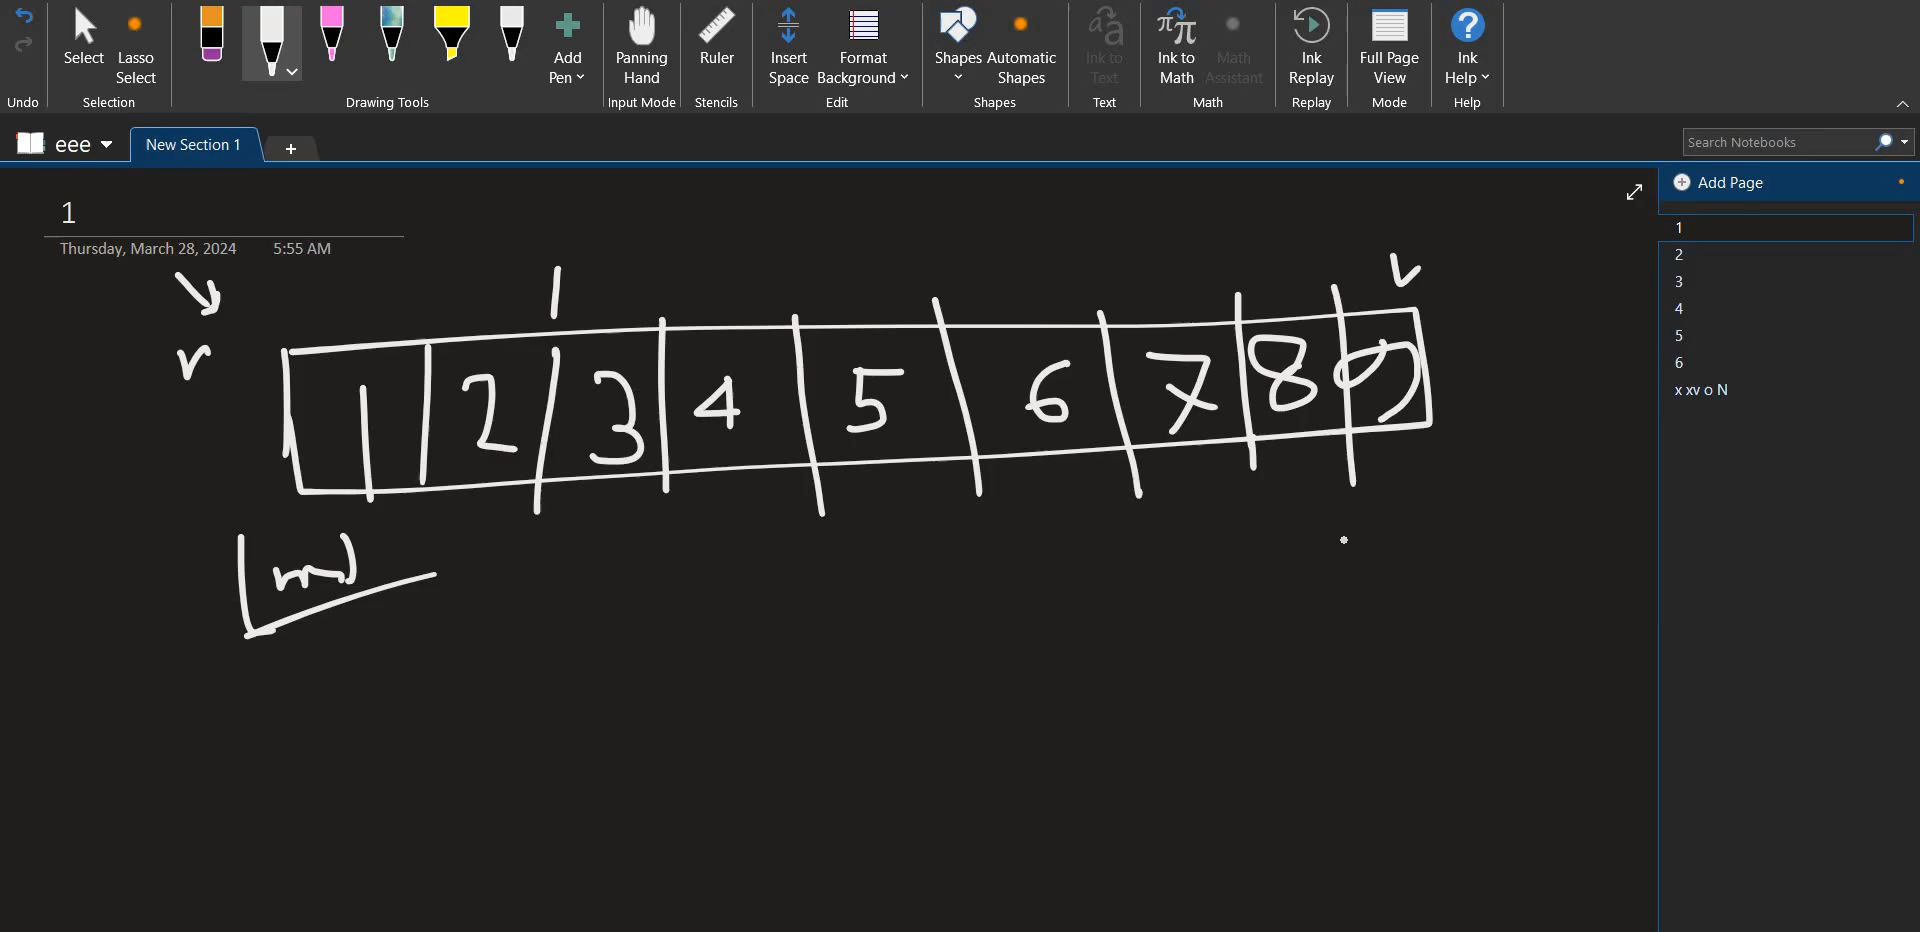 Undo
Select
Lasso Select
Selection
Drawing Tools
Add Pen
Panning Hand
Input Mode
Ruler
Stencils
Insert Space
Format Background
Edit
Shapes
Automatic Shapes
Shapes
Ink to Text
Text
Ink to Math
Math Assistant
Math
Ink Replay
Replay
Full Page View
Mode
Ink Help
Help
eee
New Section 1
+
Search Notebooks
Add Page
1
2
3
4
5
6
x xv o N
1
Thursday, March 28, 2024 5:55 AM
r
1 2 3 4 5 6 7 8 9